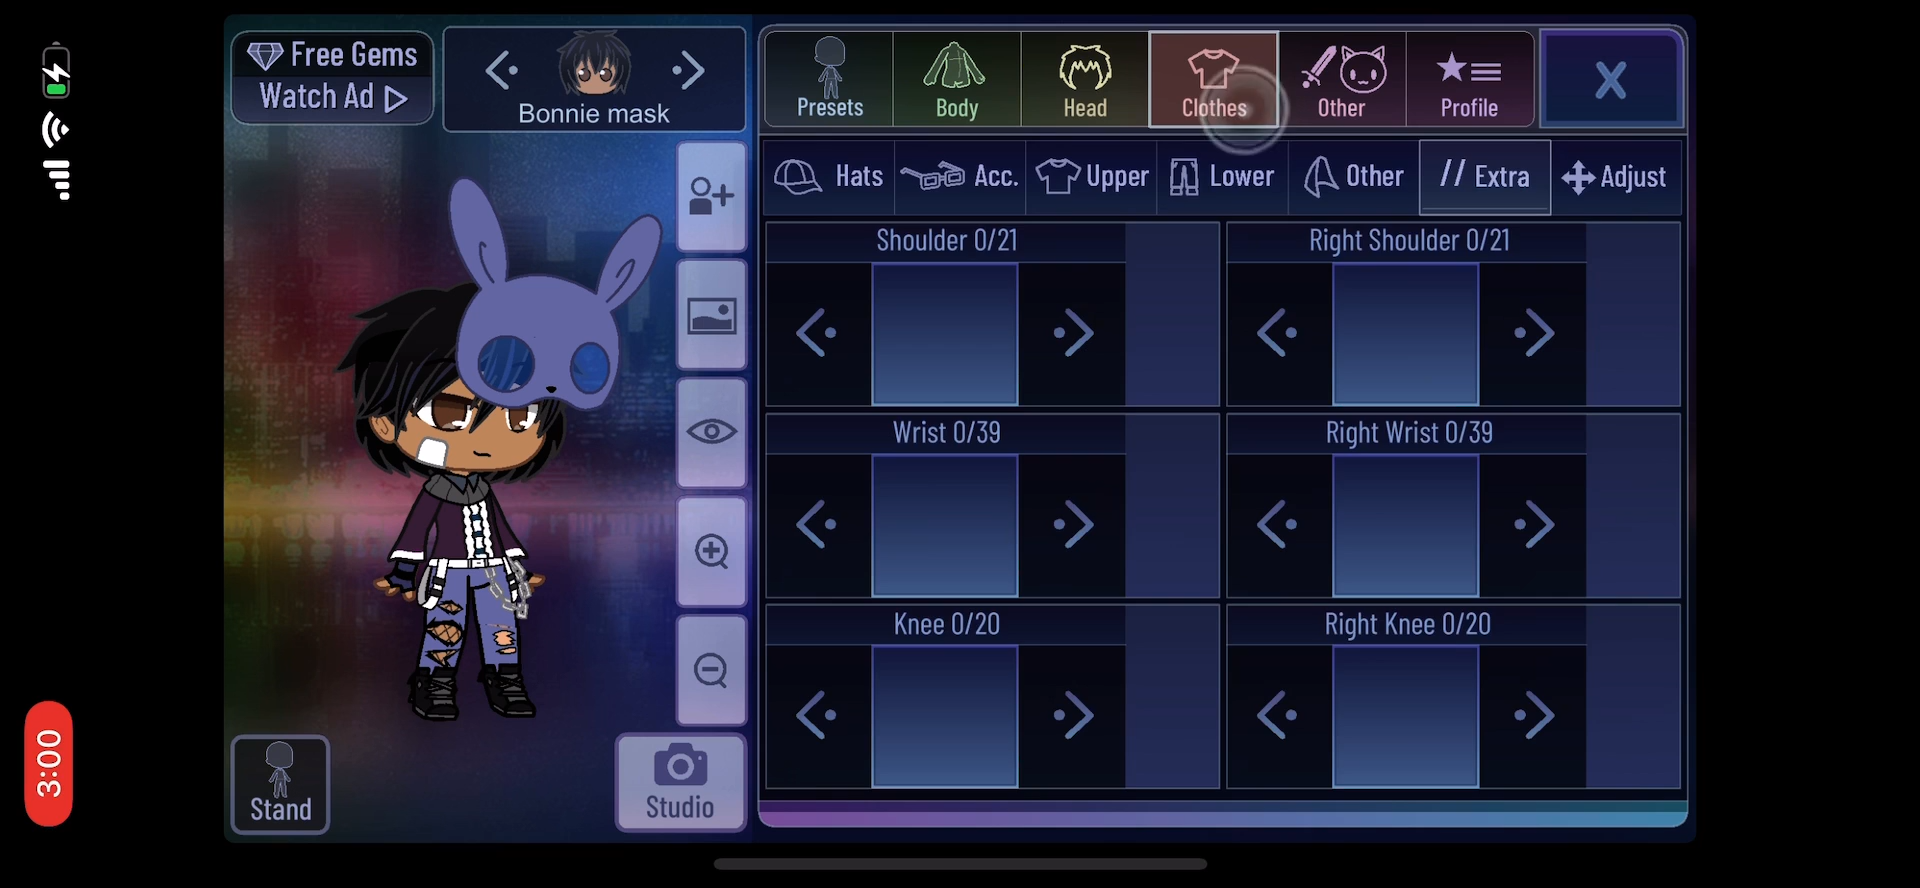 3:00
Free Gems
Watch Ad
Bonnie mask
Stand
Studio
Presets
Body
Head
Clothes
Other
Profile
X
Hats
Acc.
Upper
Lower
Other
// Extra
Adjust
Shoulder 0/21
Right Shoulder 0/21
Wrist 0/39
Right Wrist 0/39
Knee 0/20
Right Knee 0/20